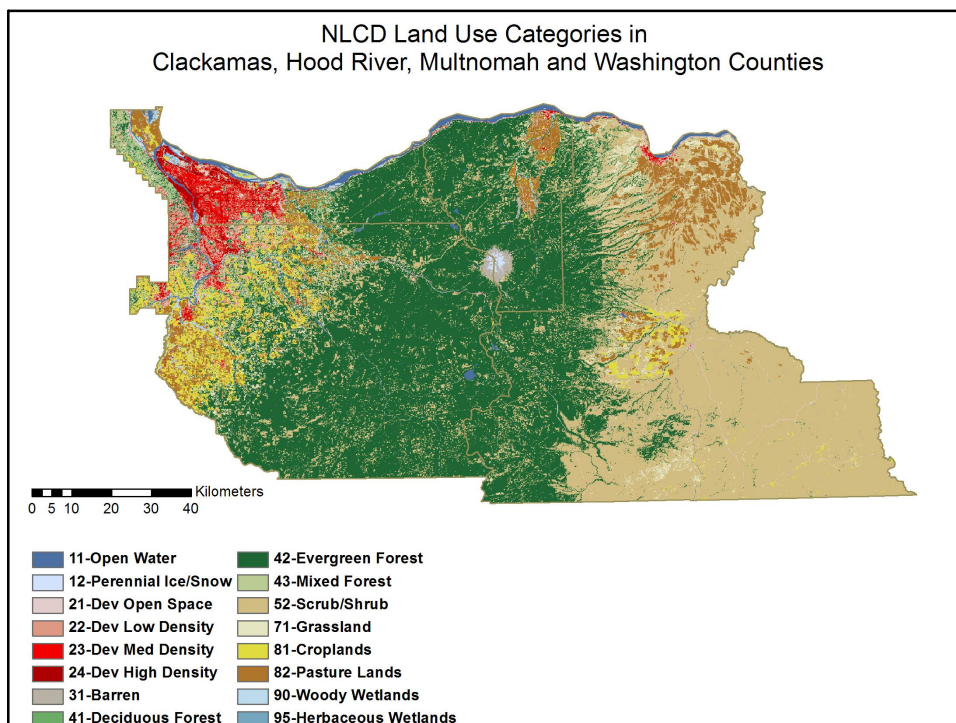 NLCD Land Use Categories in
Clackamas, Hood River, Multnomah and Washington Counties
Kilometers
0 5 10 20 30 40
11-Open Water
12-Perennial Ice/Snow
21-Dev Open Space
22-Dev Low Density
23-Dev Med Density
24-Dev High Density
31-Barren
41-Deciduous Forest
42-Evergreen Forest
43-Mixed Forest
52-Scrub/Shrub
71-Grassland
81-Croplands
82-Pasture Lands
90-Woody Wetlands
95-Herbaceous Wetlands